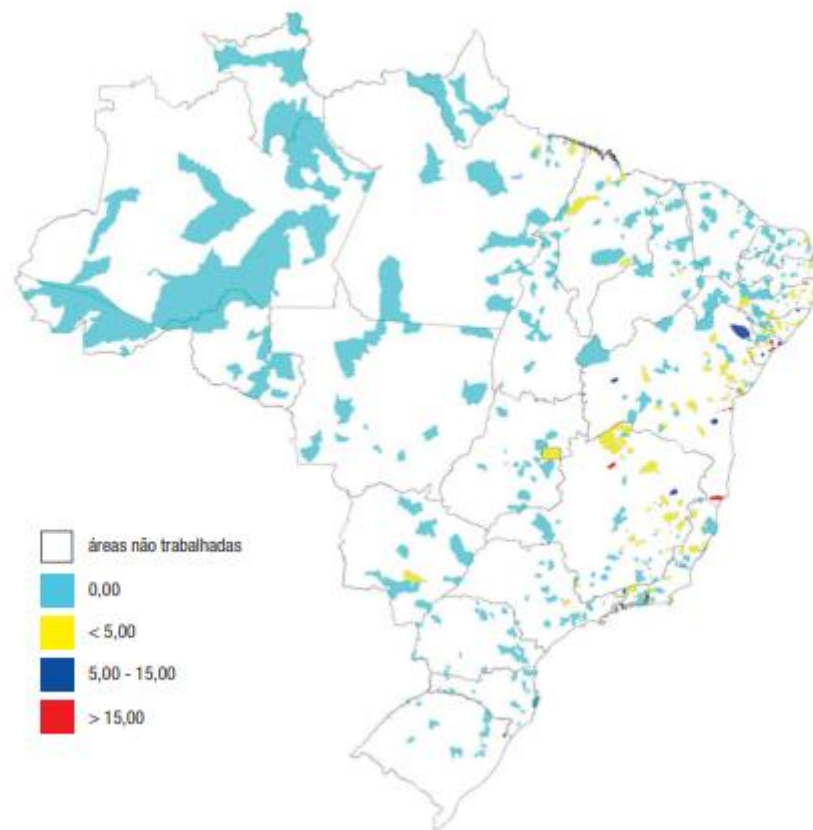 áreas não trabalhadas
0,00
< 5,00
5,00 - 15,00
> 15,00